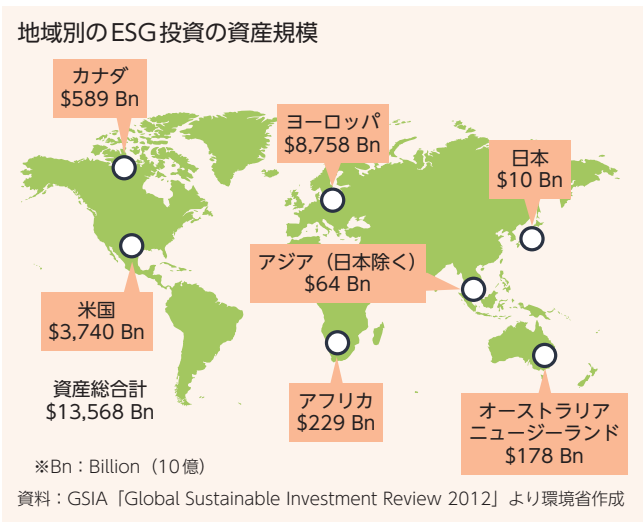 地域別のESG投資の資産規模
カナダ
$589 Bn
ヨーロッパ
$8,758 Bn
日本
$10 Bn
アジア（日本除く）
$64 Bn
米国
$3,740 Bn
資産総合計
$13,568 Bn
アフリカ
$229 Bn
オーストラリア
ニュージーランド
$178 Bn
※Bn：Billion（10億）
資料：GSIA「Global Sustainable Investment Review 2012」より環境省作成